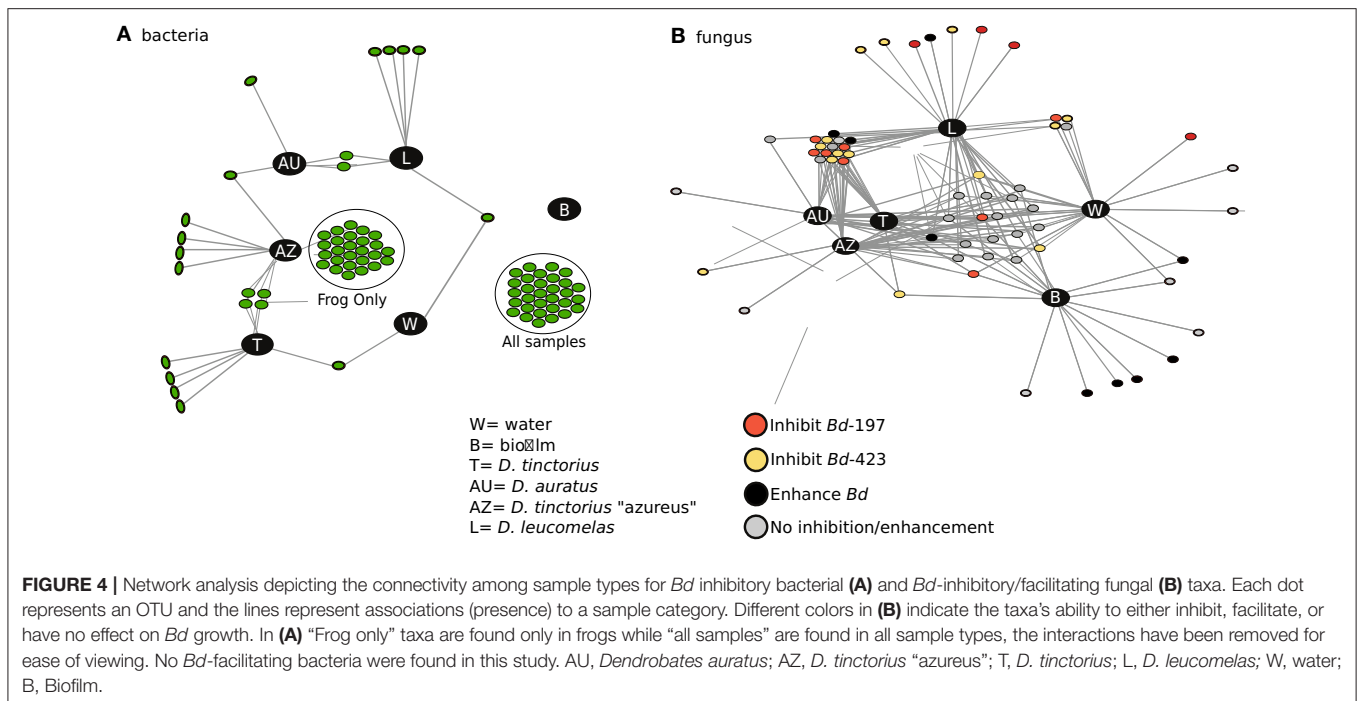 A bacteria
B fungus
AU
L
AZ
Frog Only
T
W
B
All samples
L
AU
T
AZ
W
B
W= water
B= bio☒lm
T= D. tinctorius
AU= D. auratus
AZ= D. tinctorius "azureus"
L= D. leucomelas
Inhibit Bd-197
Inhibit Bd-423
Enhance Bd
No inhibition/enhancement
FIGURE 4 | Network analysis depicting the connectivity among sample types for Bd inhibitory bacterial (A) and Bd-inhibitory/facilitating fungal (B) taxa. Each dot
represents an OTU and the lines represent associations (presence) to a sample category. Different colors in (B) indicate the taxa's ability to either inhibit, facilitate, or
have no effect on Bd growth. In (A) “Frog only” taxa are found only in frogs while “all samples” are found in all sample types, the interactions have been removed for
ease of viewing. No Bd-facilitating bacteria were found in this study. AU, Dendrobates auratus; AZ, D. tinctorius “azureus”; T, D. tinctorius; L, D. leucomelas; W, water;
B, Biofilm.